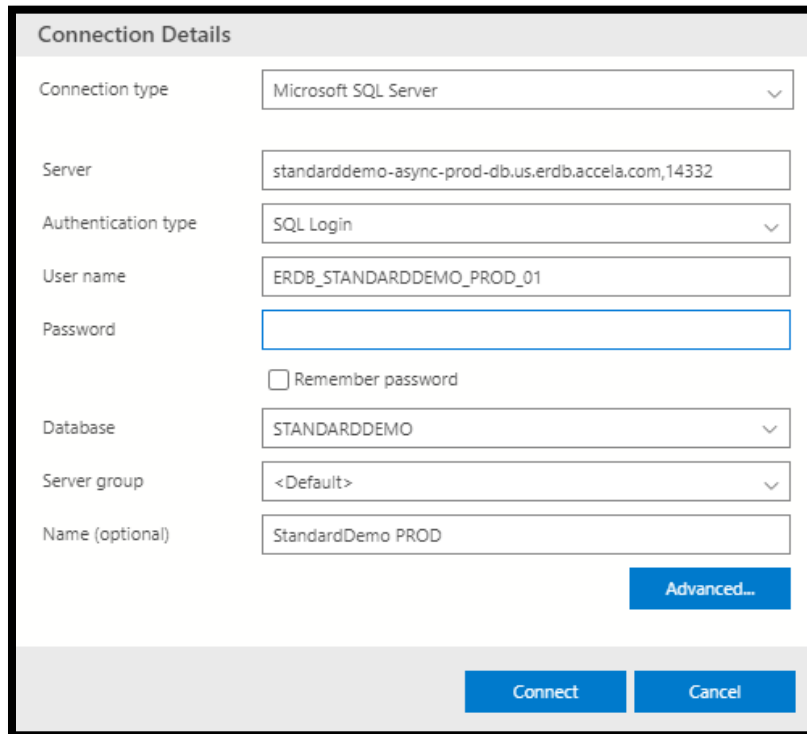 Connection Details
Connection type Microsoft SQL Server
Server standarddemo-async-prod-db.us.erdb.accela.com,14332
Authentication type SQL Login
User name ERDB_STANDARDDEMO_PROD_01
Password
Remember password
Database STANDARDDEMO
Server group <Default>
Name (optional) StandardDemo PROD
Advanced...
Connect Cancel